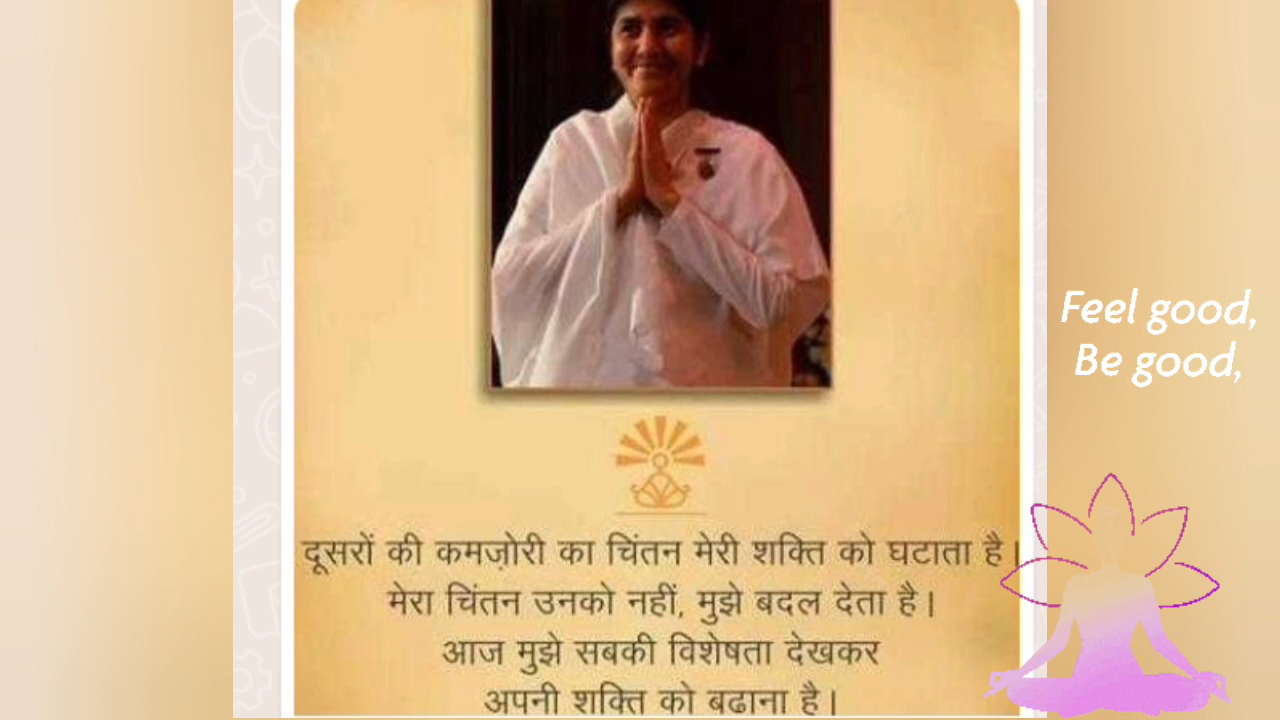 दूसरों की कमज़ोरी का चिंतन मेरी शक्ति को घटाता है।
मेरा चिंतन उनको नहीं, मुझे बदल देता है।
आज मुझे सबकी विशेषता देखकर
अपनी शक्ति को बढाना है।
Feel good,
Be good,